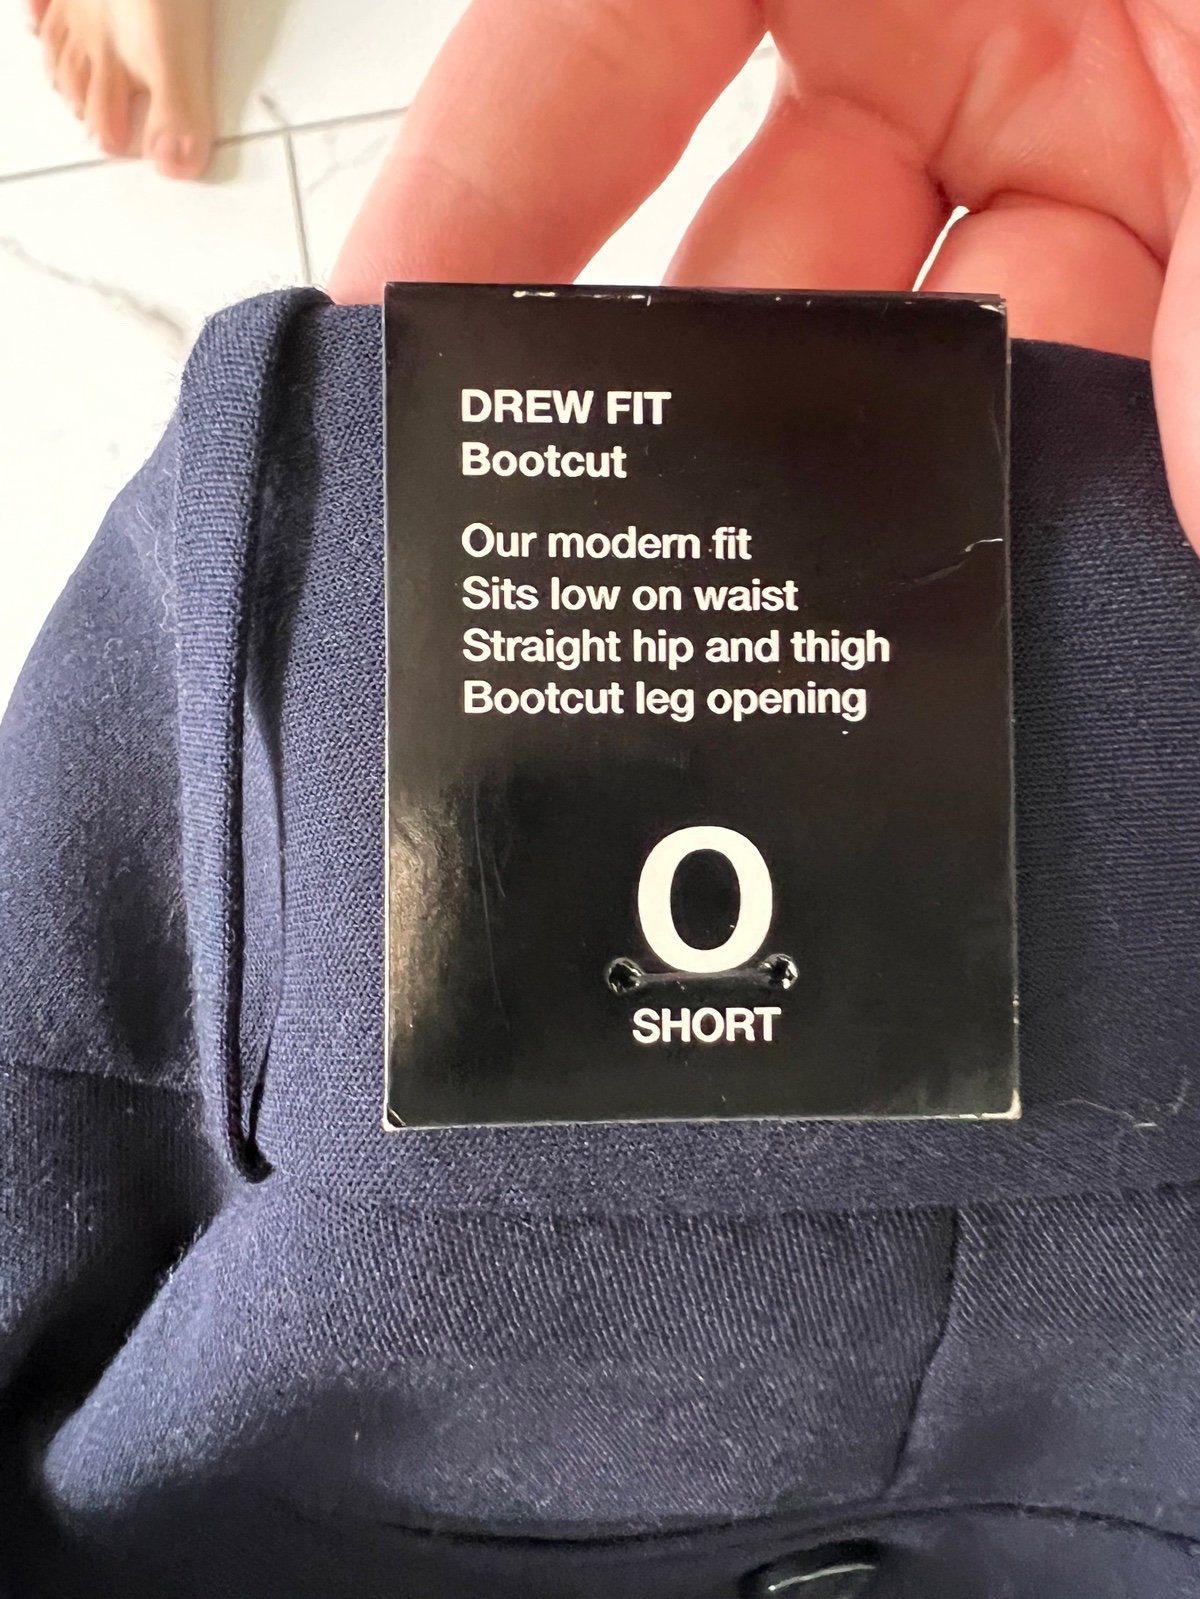 DREW FIT
Bootcut
Our modern fit
Sits low on waist
Straight hip and thigh
Bootcut leg opening
0
SHORT